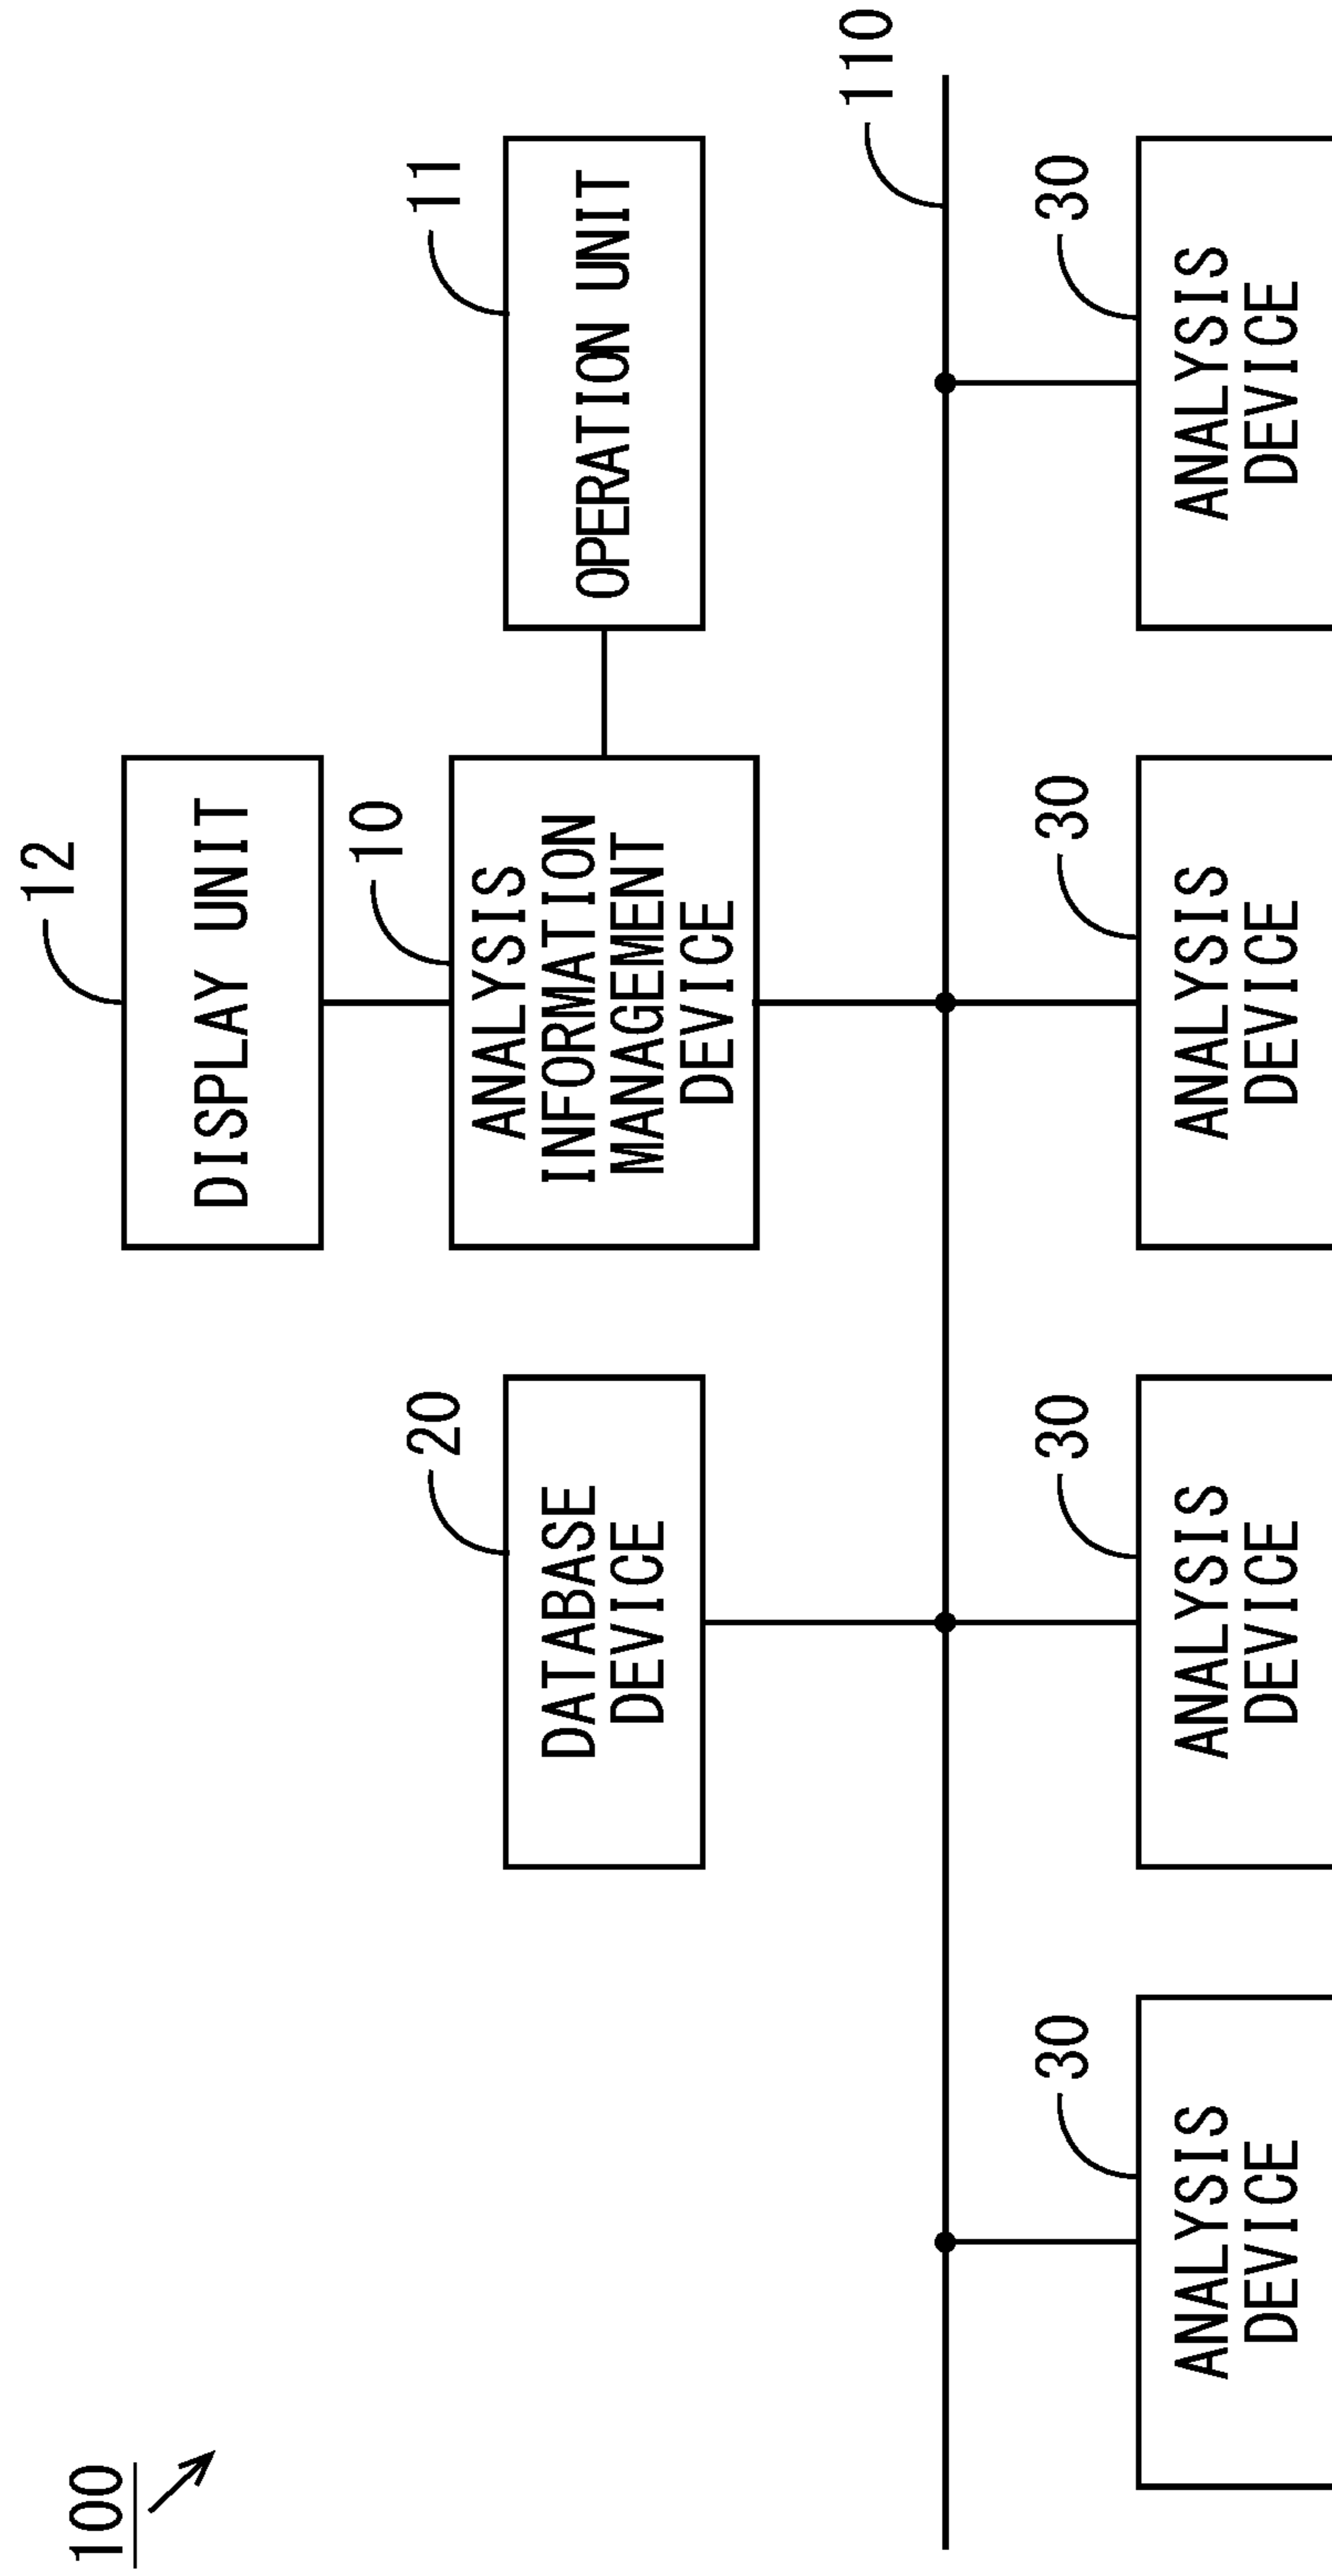 100
12
DISPLAY UNIT
10
ANALYSIS
INFORMATION
MANAGEMENT
DEVICE
11
OPERATION UNIT
20
DATABASE
DEVICE
110
30
ANALYSIS
DEVICE
30
ANALYSIS
DEVICE
30
ANALYSIS
DEVICE
30
ANALYSIS
DEVICE